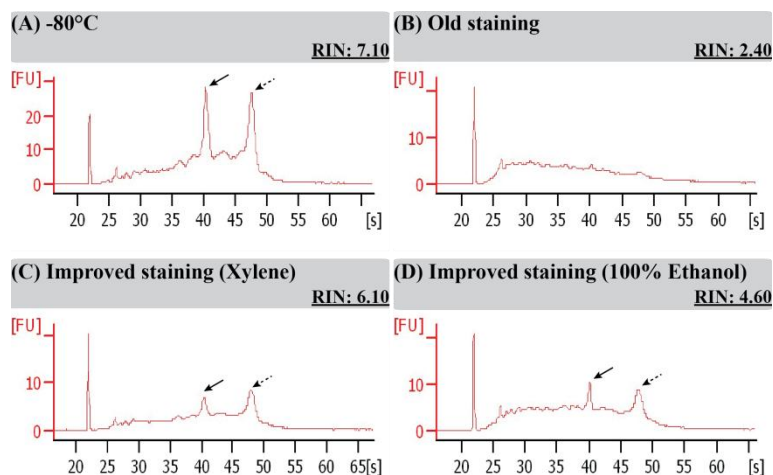 (A) -80°C
RIN: 7.10
[FU]
20
10
0
20 25 30 35 40 45 50 55 60 [s]
(B) Old staining
RIN: 2.40
[FU]
10
0
20 25 30 35 40 45 50 55 60 [s]
(C) Improved staining (Xylene)
RIN: 6.10
[FU]
10
0
20 25 30 35 40 45 50 55 60 65[s]
(D) Improved staining (100% Ethanol)
RIN: 4.60
[FU]
10
0
20 25 30 35 40 45 50 55 60 [s]